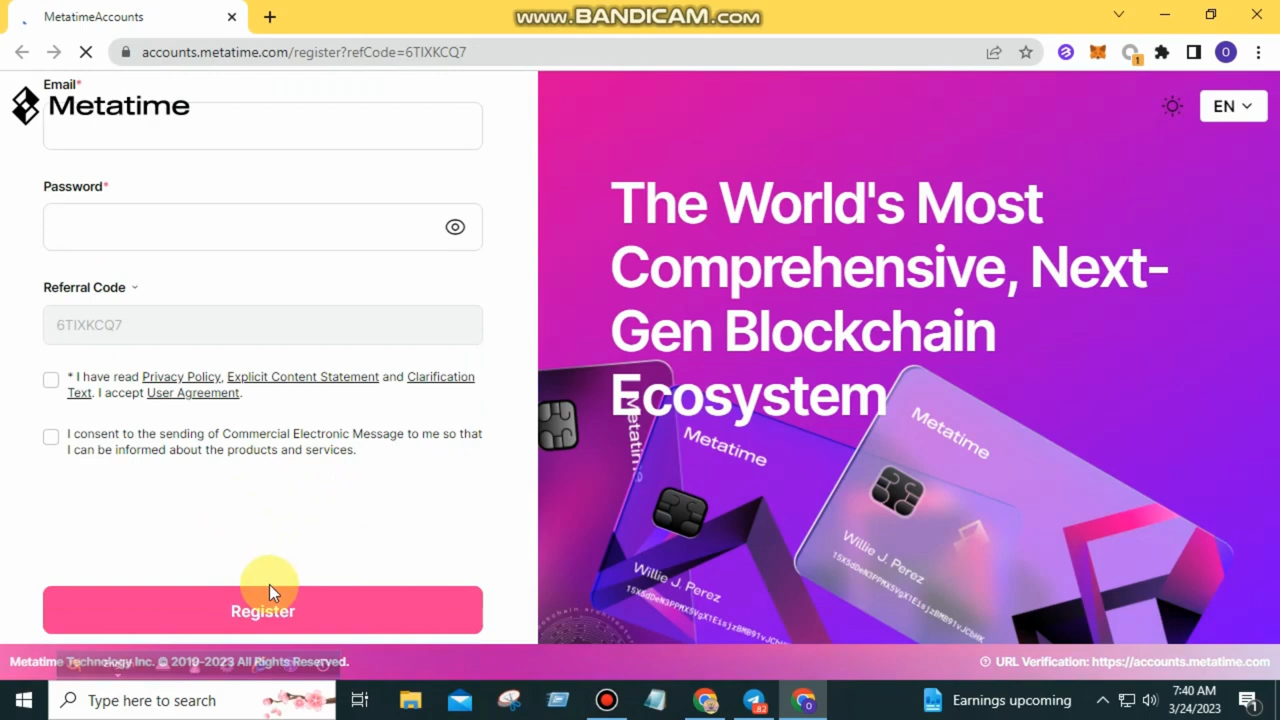 MetatimeAccounts
www.BANDICAM.com
accounts.metatime.com/register?refCode=6TIXKCQ7
1
O
Email*
Metatime
EN
Password*
Referral Code
6TIXKCQ7
* I have read Privacy Policy, Explicit Content Statement and Clarification
Text. I accept User Agreement.
I consent to the sending of Commercial Electronic Message to me so that
I can be informed about the products and services.
Register
The World's Most
Comprehensive, Next-
Gen Blockchain
Ecosystem
Metatime
Metatime
Metatime
Willie J. Perez
Willie J. Perez
Metatime Technology Inc. © 2019-2023 All Rights Reserved.
URL Verification: https://accounts.metatime.com
Type here to search
82
Earnings upcoming
7:40 AM
3/24/2023
1